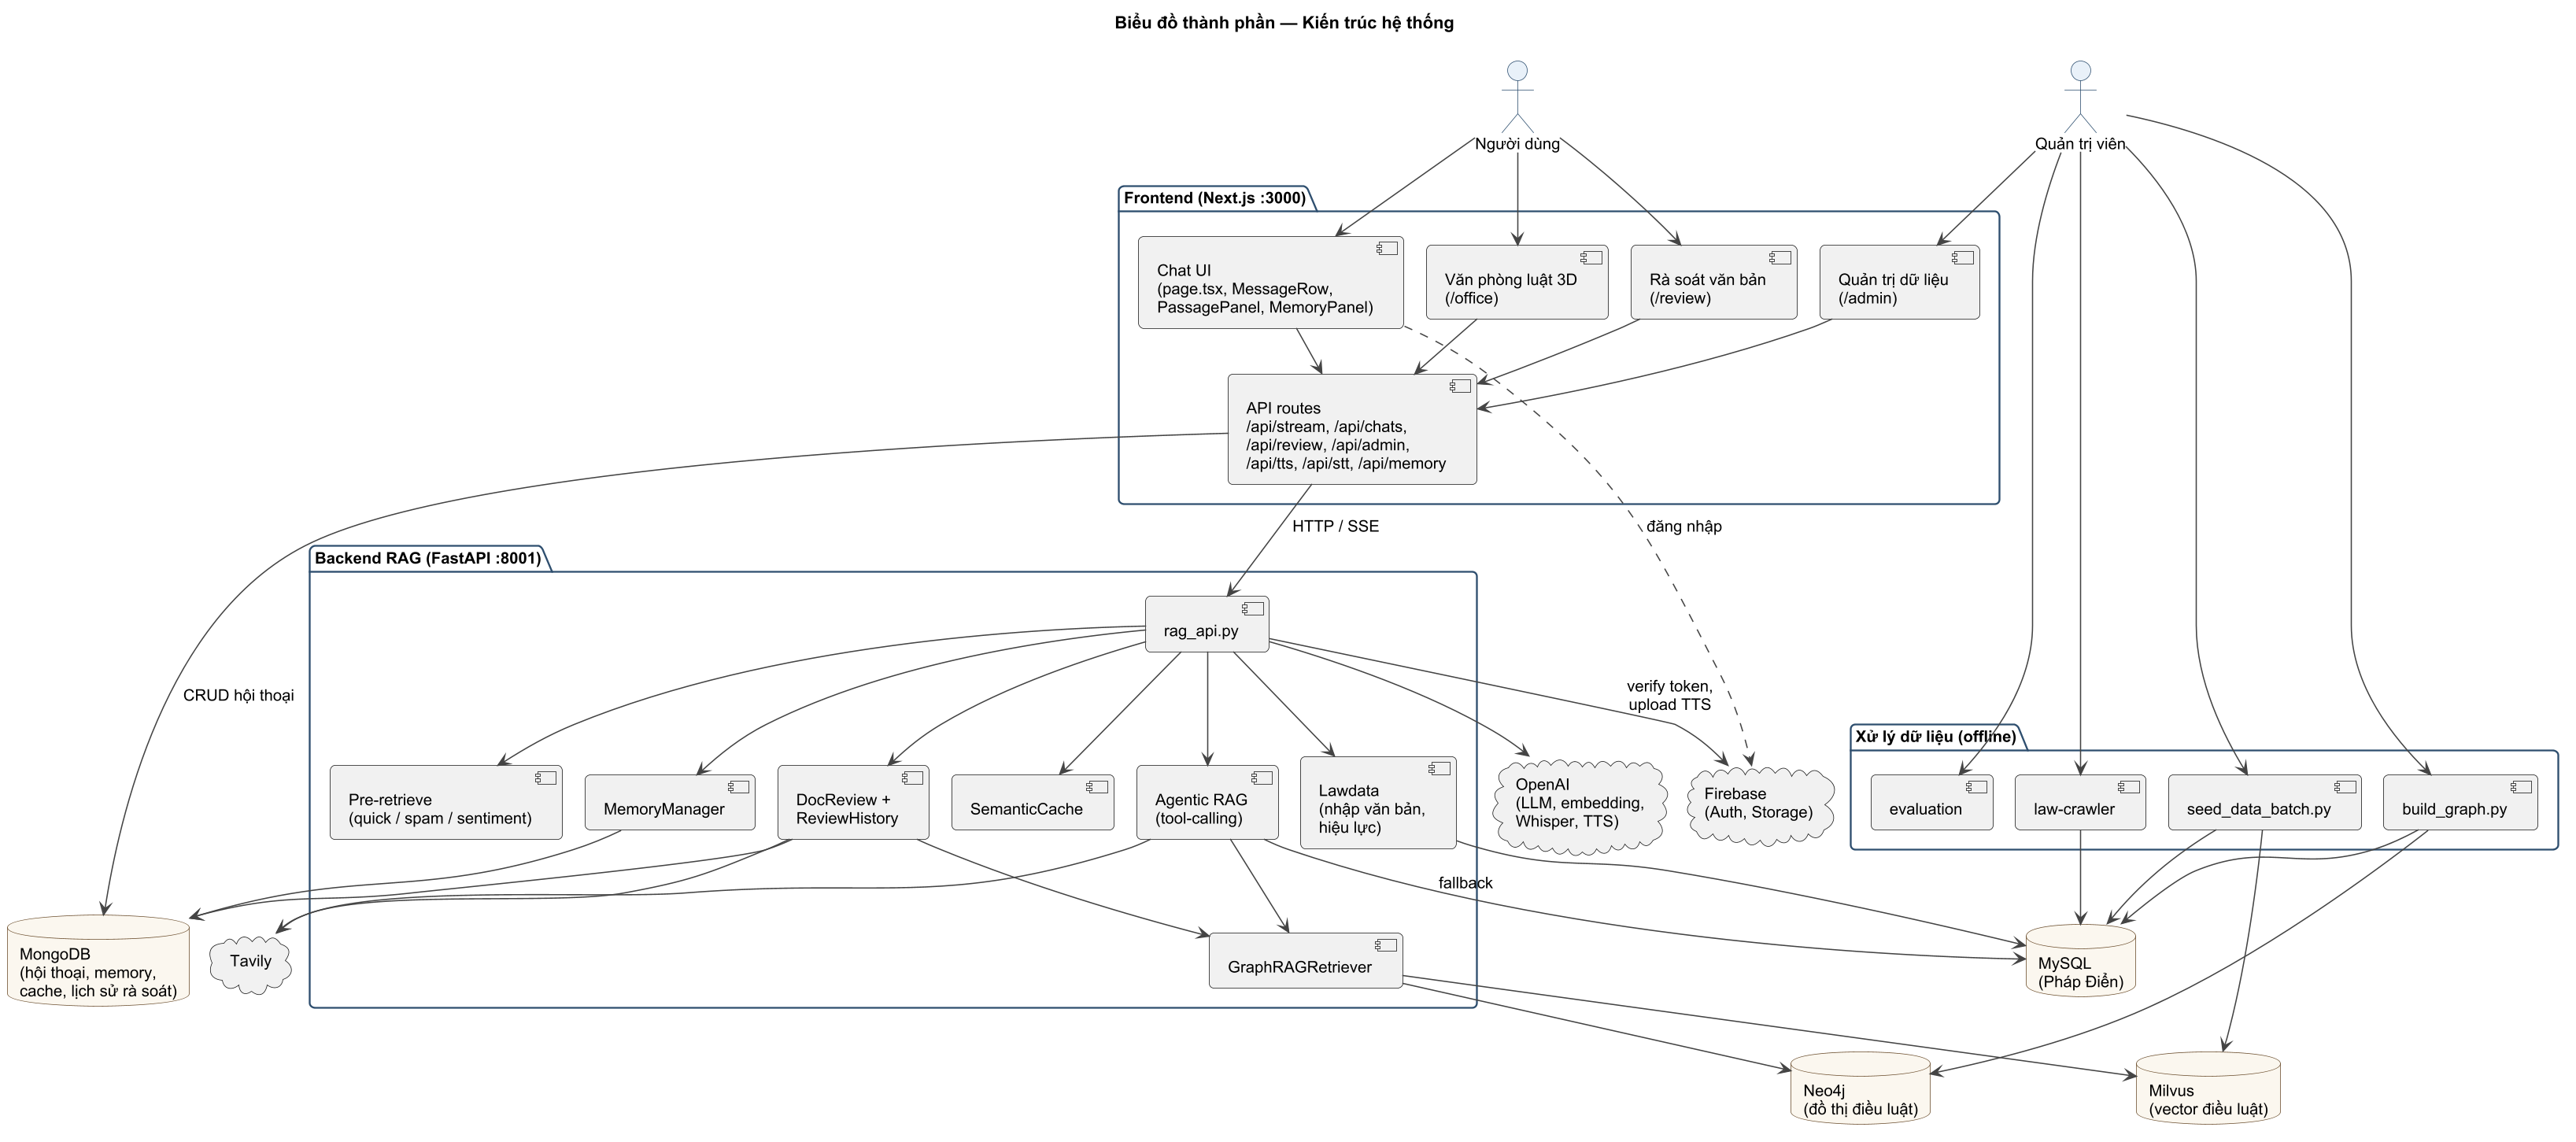 Biểu đồ thành phần — Kiến trúc hệ thống
Người dùng
Quản trị viên
Frontend (Next.js :3000)
Chat UI
(page.tsx, MessageRow,
PassagePanel, MemoryPanel)
Văn phòng luật 3D
(/office)
Rà soát văn bản
(/review)
Quản trị dữ liệu
(/admin)
API routes
/api/stream, /api/chats,
/api/review, /api/admin,
/api/tts, /api/stt, /api/memory
HTTP / SSE
đăng nhập
Backend RAG (FastAPI :8001)
rag_api.py
CRUD hội thoại
verify token,
upload TTS
Xử lý dữ liệu (offline)
Pre-retrieve
(quick / spam / sentiment)
MemoryManager
DocReview +
ReviewHistory
SemanticCache
Agentic RAG
(tool-calling)
Lawdata
(nhập văn bản,
hiệu lực)
OpenAI
(LLM, embedding,
Whisper, TTS)
Firebase
(Auth, Storage)
evaluation
law-crawler
seed_data_batch.py
build_graph.py
fallback
MongoDB
(hội thoại, memory,
cache, lịch sử rà soát)
Tavily
GraphRAGRetriever
MySQL
(Pháp Điển)
Neo4j
(đồ thị điều luật)
Milvus
(vector điều luật)